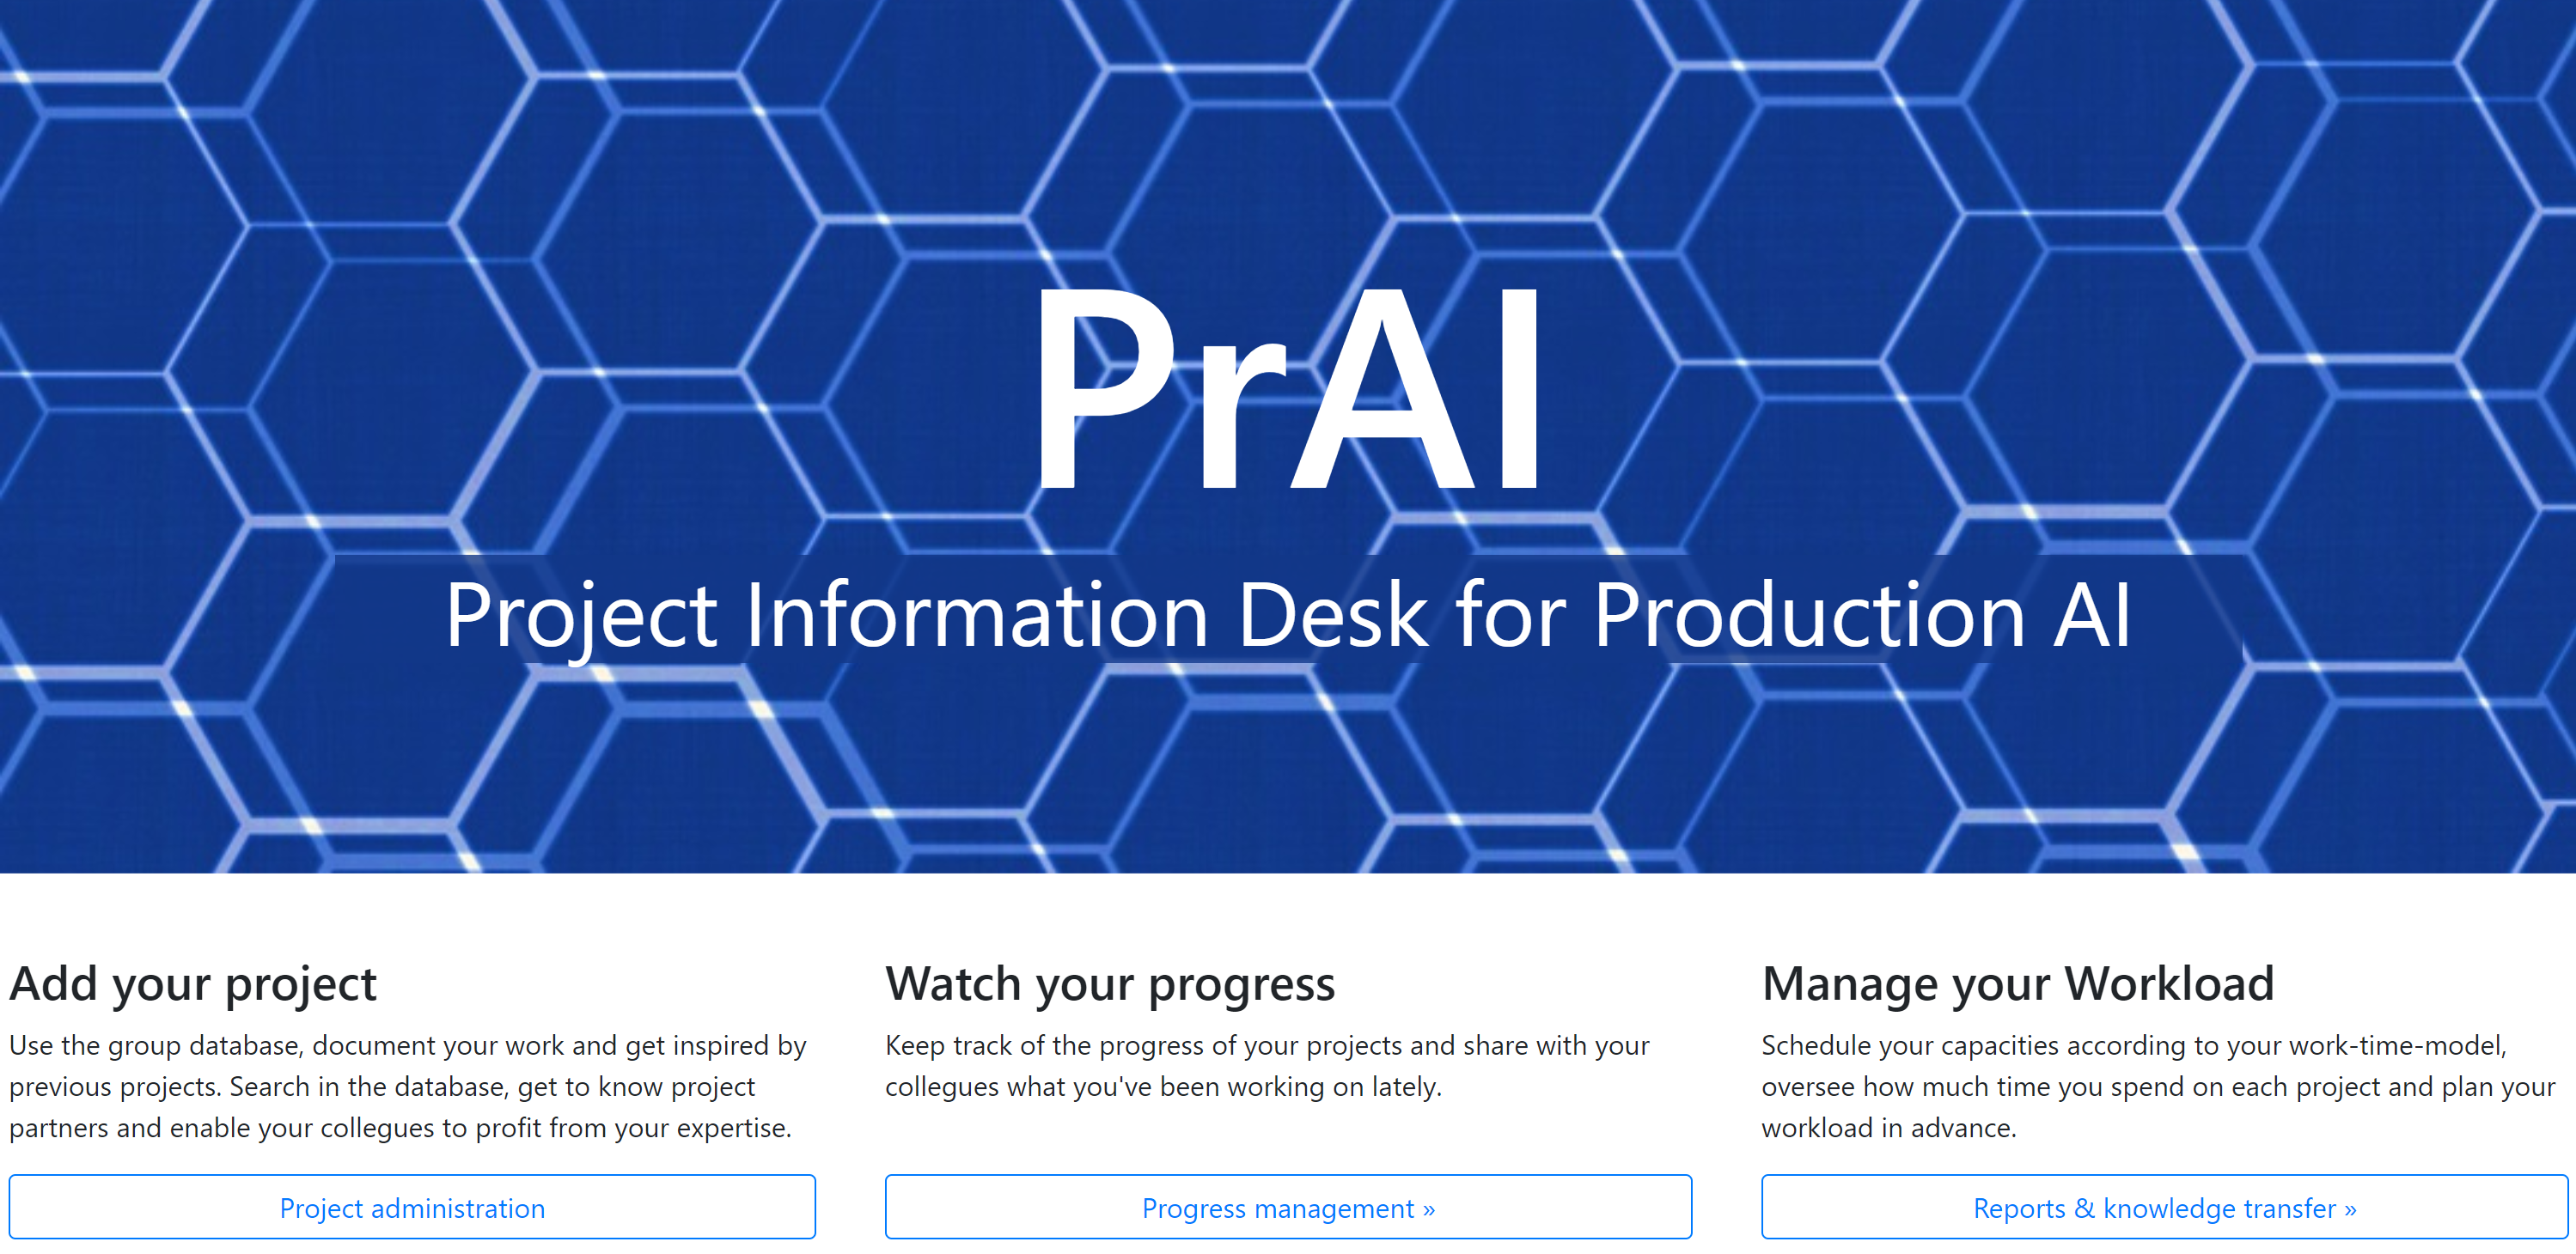 PrAI
Project Information Desk for Production AI
Add your project
Use the group database, document your work and get inspired by
previous projects. Search in the database, get to know project
partners and enable your collegues to profit from your expertise.
Project administration
Watch your progress
Keep track of the progress of your projects and share with your
collegues what you've been working on lately.
Progress management »
Manage your Workload
Schedule your capacities according to your work-time-model,
oversee how much time you spend on each project and plan your
workload in advance.
Reports & knowledge transfer »